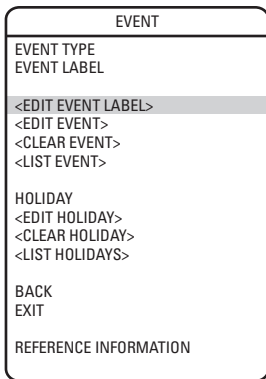 EVENT
EVENT TYPE
EVENT LABEL
<EDIT EVENT LABEL>
<EDIT EVENT>
<CLEAR EVENT>
<LIST EVENT>
HOLIDAY
<EDIT HOLIDAY>
<CLEAR HOLIDAY>
<LIST HOLIDAYS>
BACK
EXIT
REFERENCE INFORMATION